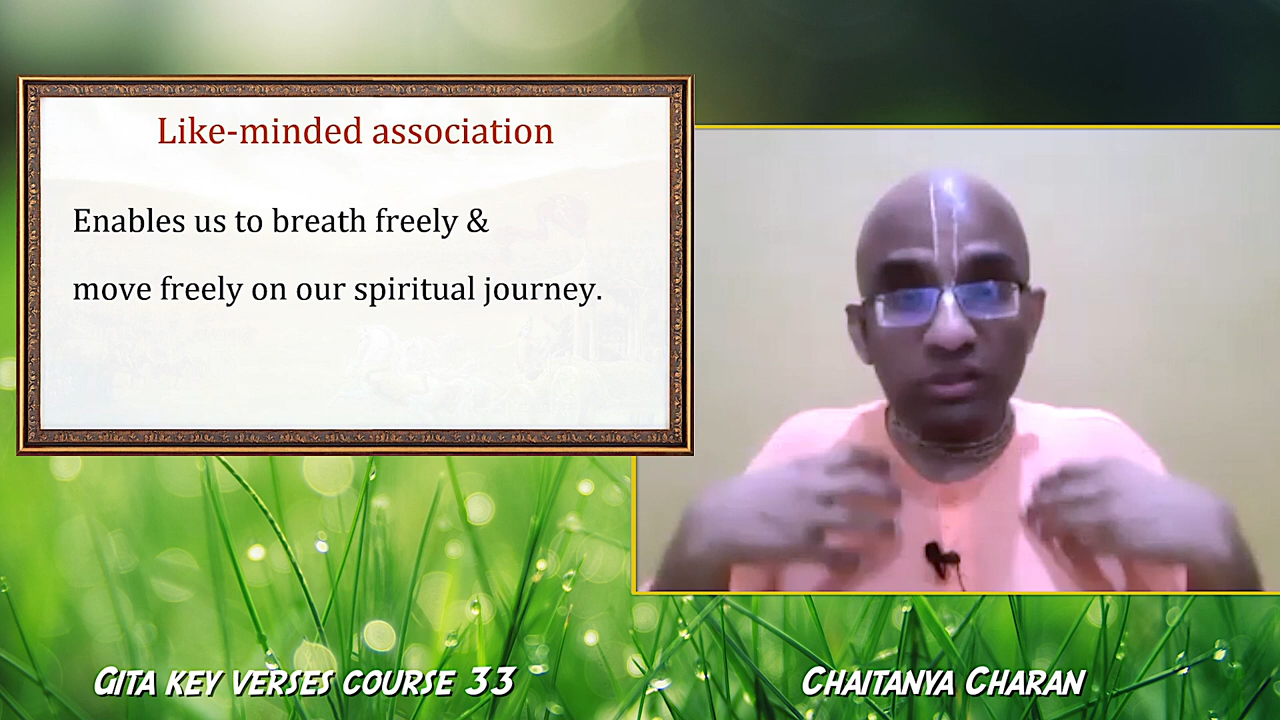 Like-minded association
Enables us to breath freely &
move freely on our spiritual journey.
Gita key verses course 33
Chaitanya Charan